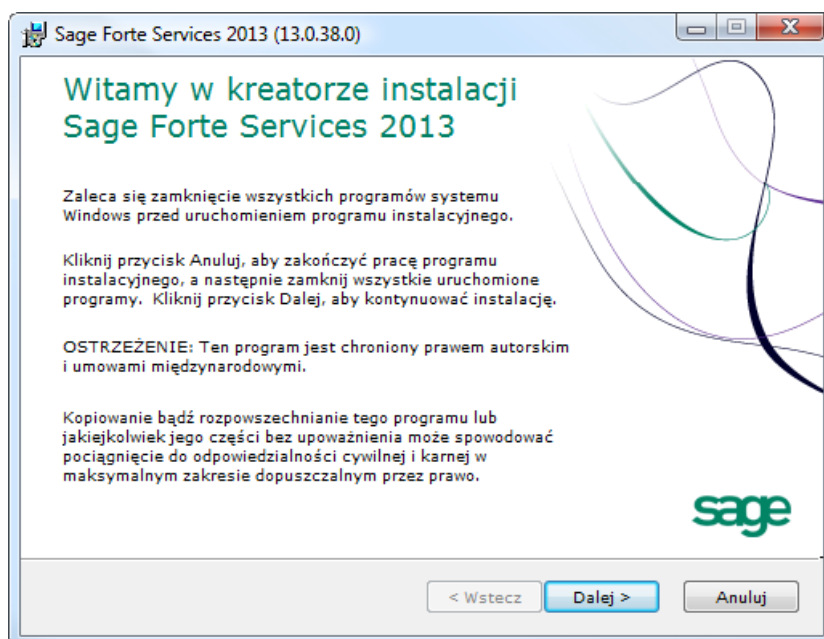 Sage Forte Services 2013 (13.0.38.0)
Witamy w kreatorze instalacji
Sage Forte Services 2013
Zaleca się zamknięcie wszystkich programów systemu
Windows przed uruchomieniem programu instalacyjnego.
Kliknij przycisk Anuluj, aby zakończyć pracę programu
instalacyjnego, a następnie zamknij wszystkie uruchomione
programy. Kliknij przycisk Dalej, aby kontynuować instalację.
OSTRZEŻENIE: Ten program jest chroniony prawem autorskim
i umowami międzynarodowymi.
Kopiowanie bądź rozpowszechnianie tego programu lub
jakiejkolwiek jego części bez upoważnienia może spowodować
pociągnięcie do odpowiedzialności cywilnej i karnej w
maksymalnym zakresie dopuszczalnym przez prawo.
sage
< Wstecz Dalej > Anuluj